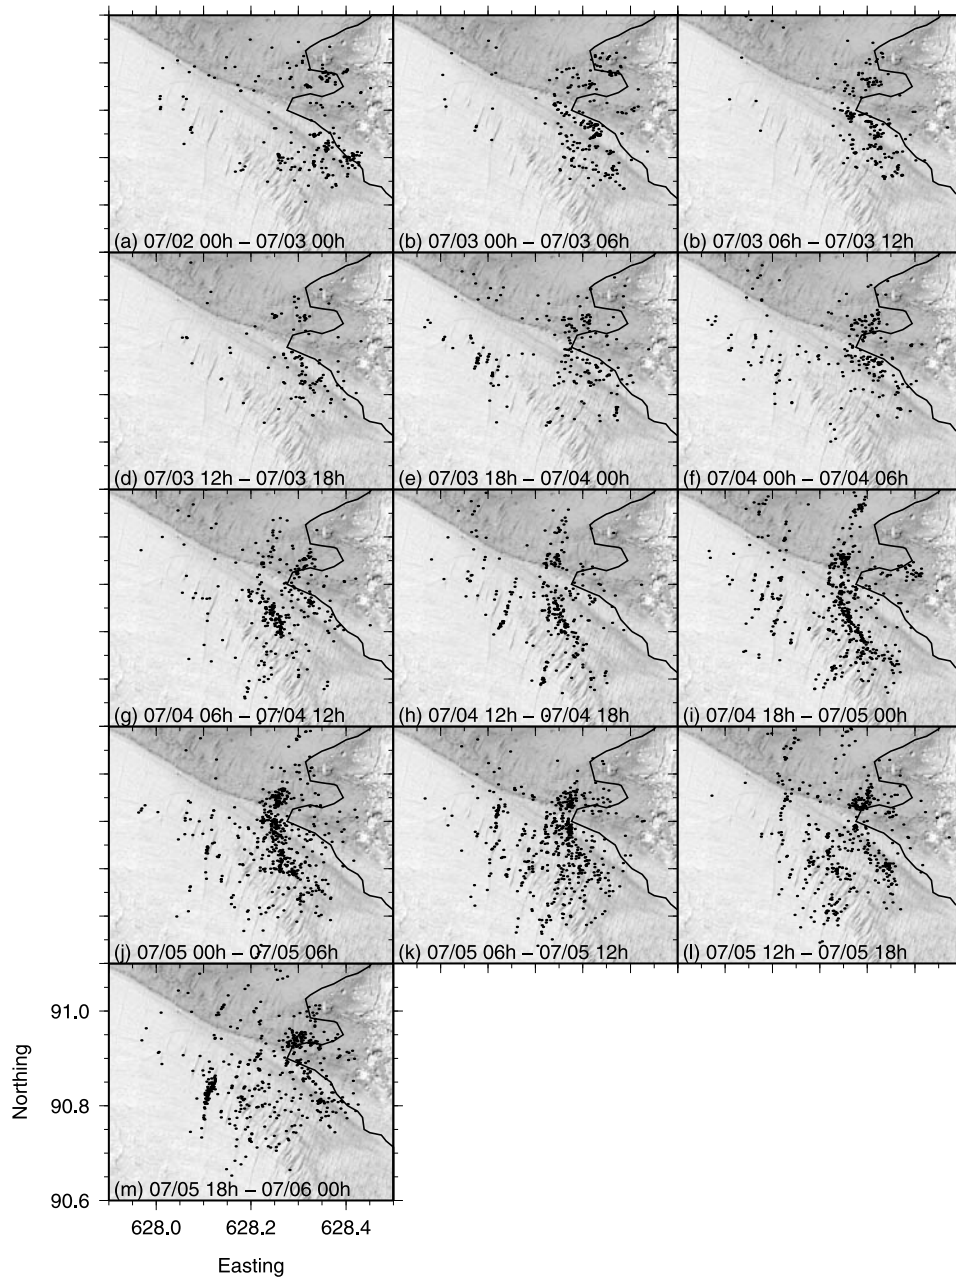 (a) 07/02 00h – 07/03 00h
(b) 07/03 00h – 07/03 06h
(b) 07/03 06h – 07/03 12h
(d) 07/03 12h – 07/03 18h
(e) 07/03 18h – 07/04 00h
(f) 07/04 00h – 07/04 06h
(g) 07/04 06h – 07/04 12h
(h) 07/04 12h – 07/04 18h
(i) 07/04 18h – 07/05 00h
(j) 07/05 00h – 07/05 06h
(k) 07/05 06h – 07/05 12h
(l) 07/05 12h – 07/05 18h
(m) 07/05 18h – 07/06 00h
91.0
90.8
90.6
Northing
628.0
628.2
628.4
Easting